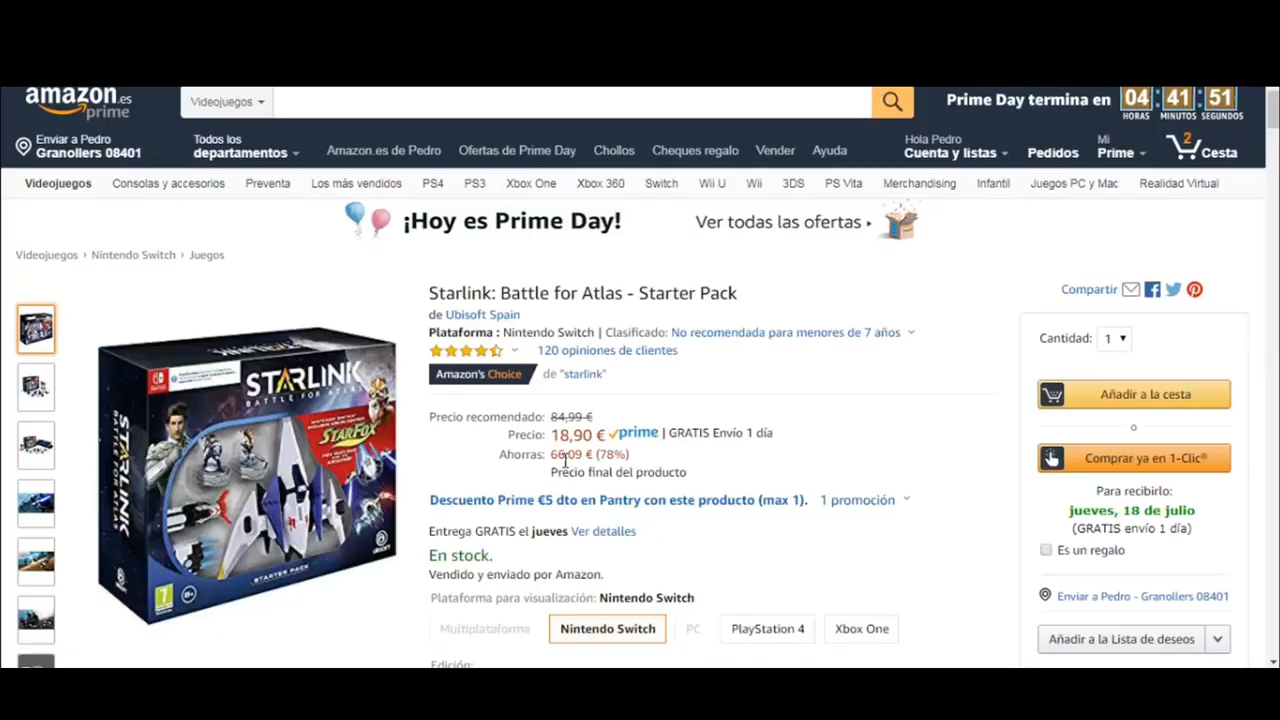 amazon.es
prime
Videojuegos
Prime Day termina en
04 : 41 : 51
HORAS MINUTOS SEGUNDOS
Enviar a Pedro
Granollers 08401
Todos los
departamentos
Amazon.es de Pedro
Ofertas de Prime Day
Chollos
Cheques regalo
Vender
Ayuda
Hola Pedro
Cuenta y listas
Pedidos
Mi
Prime
2
Cesta
Videojuegos Consolas y accesorios Preventa Los más vendidos PS4 PS3 Xbox One Xbox 360 Switch Wii U Wii 3DS PS Vita Merchandising Infantil Juegos PC y Mac Realidad Virtual
¡Hoy es Prime Day!
Ver todas las ofertas ▸
Videojuegos › Nintendo Switch › Juegos
STARLINK
BATTLE FOR ATLAS
STARLINK
BATTLE FOR ATLAS
STARFOX
STARTER PACK
7
Starlink: Battle for Atlas - Starter Pack
de Ubisoft Spain
Plataforma : Nintendo Switch | Clasificado: No recomendada para menores de 7 años
120 opiniones de clientes
Amazon's Choice de "starlink"
Precio recomendado: 84,99 €
Precio: 18,90 € prime | GRATIS Envío 1 día
Ahorras: 66,09 € (78%)
Precio final del producto
Descuento Prime €5 dto en Pantry con este producto (max 1). 1 promoción
Entrega GRATIS el jueves Ver detalles
En stock.
Vendido y enviado por Amazon.
Plataforma para visualización: Nintendo Switch
Multiplataforma
Nintendo Switch
PC
PlayStation 4
Xbox One
Edición:
Compartir
Cantidad: 1
Añadir a la cesta
o
Comprar ya en 1-Clic®
Para recibirlo:
jueves, 18 de julio
(GRATIS envío 1 día)
Es un regalo
Enviar a Pedro - Granollers 08401
Añadir a la Lista de deseos